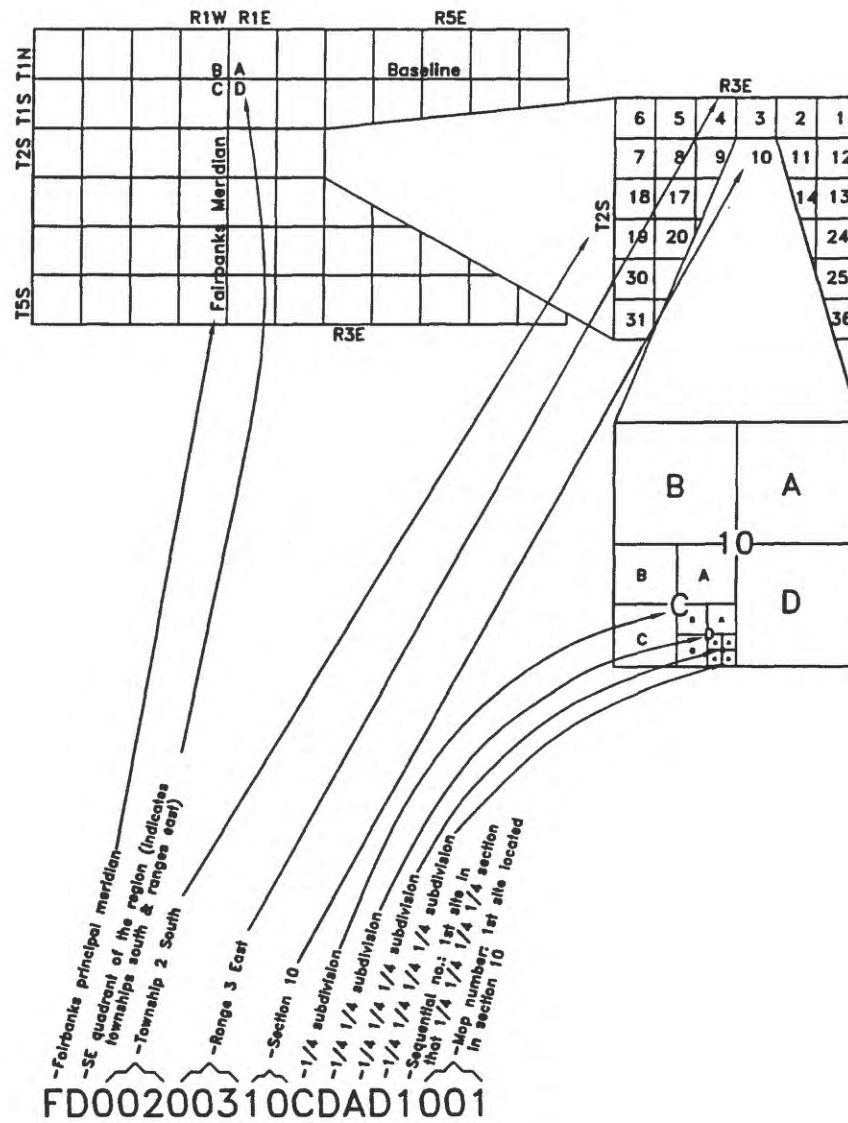 R1W R1E R5E
T1N
B A Baseline
C D
T1S
T2S
Fairbanks Meridian
T5S
R3E
R3E
6 5 4 3 2 1
7 8 9 10 11 12
18 17 14 13
T2S
19 20 24
30 25
31 36
B A
10
B A
C D
B A
C D
-Fairbanks principal meridian
-SE quadrant of the region (indicates
townships south & ranges east)
-Township 2 South
-Range 3 East
-Section 10
-1/4 subdivision
-1/4 1/4 subdivision
-1/4 1/4 1/4 subdivision
-1/4 1/4 1/4 1/4 subdivision
-Sequential no.: 1st site in
that 1/4 1/4 1/4 1/4 section
-Map number: 1st site located
in section 10
FD00200310CDAD1001